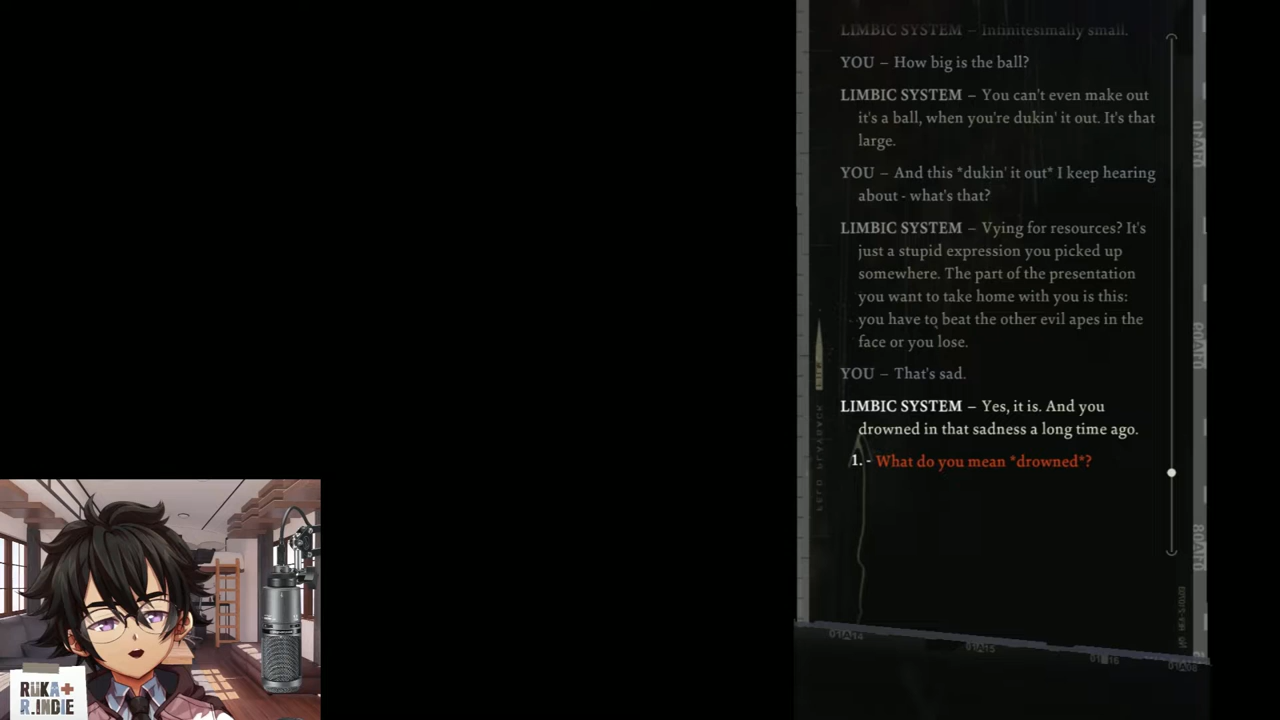 LIMBIC SYSTEM – Infinitesimally small.
YOU – How big is the ball?
LIMBIC SYSTEM – You can't even make out
it's a ball, when you're dukin' it out. It's that
large.
YOU – And this *dukin' it out* I keep hearing
about - what's that?
LIMBIC SYSTEM – Vying for resources? It's
just a stupid expression you picked up
somewhere. The part of the presentation
you want to take home with you is this:
you have to beat the other evil apes in the
face or you lose.
YOU – That's sad.
LIMBIC SYSTEM – Yes, it is. And you
drowned in that sadness a long time ago.
1. - What do you mean *drowned*?
RUKA+
R.INDIE